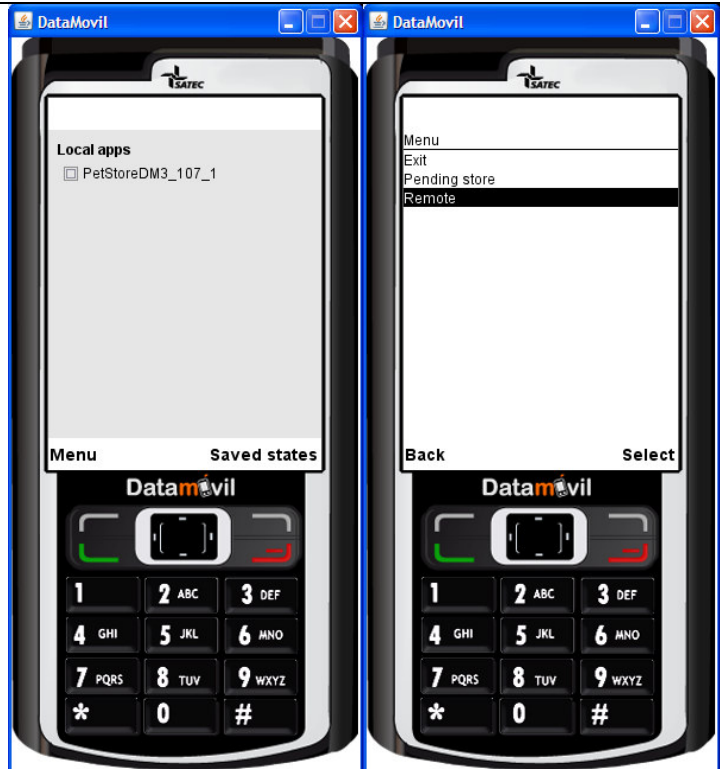 DataMovil
SATEC
Local apps
PetStoreDM3_107_1
Menu Saved states
Datamóvil
1 2 ABC 3 DEF
4 GHI 5 JKL 6 MNO
7 PQRS 8 TUV 9 WXYZ
* 0 #
DataMovil
SATEC
Menu
Exit
Pending store
Remote
Back Select
Datamóvil
1 2 ABC 3 DEF
4 GHI 5 JKL 6 MNO
7 PQRS 8 TUV 9 WXYZ
* 0 #